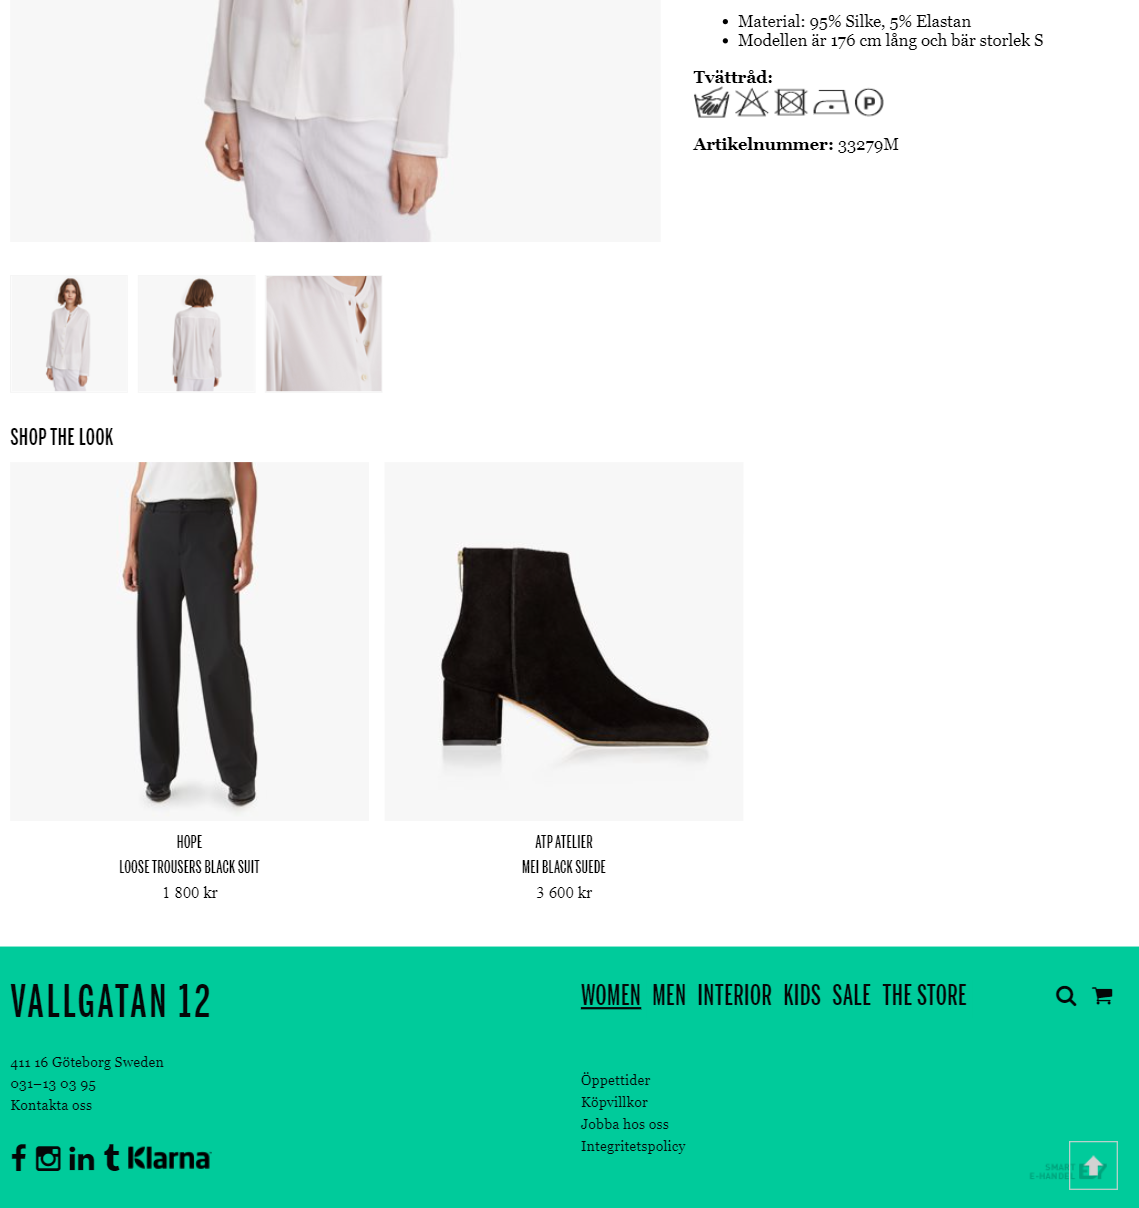 Material: 95% Silke, 5% Elastan
Modellen är 176 cm lång och bär storlek S
Tvättråd:
P
Artikelnummer: 33279M
SHOP THE LOOK
HOPE
LOOSE TROUSERS BLACK SUIT
1 800 kr
ATP ATELIER
MEI BLACK SUEDE
3 600 kr
VALLGATAN 12
WOMEN MEN INTERIOR KIDS SALE THE STORE
411 16 Göteborg Sweden
031–13 03 95
Kontakta oss
Öppettider
Köpvillkor
Jobba hos oss
Integritetspolicy
Klarna
SMART
E-HANDEL